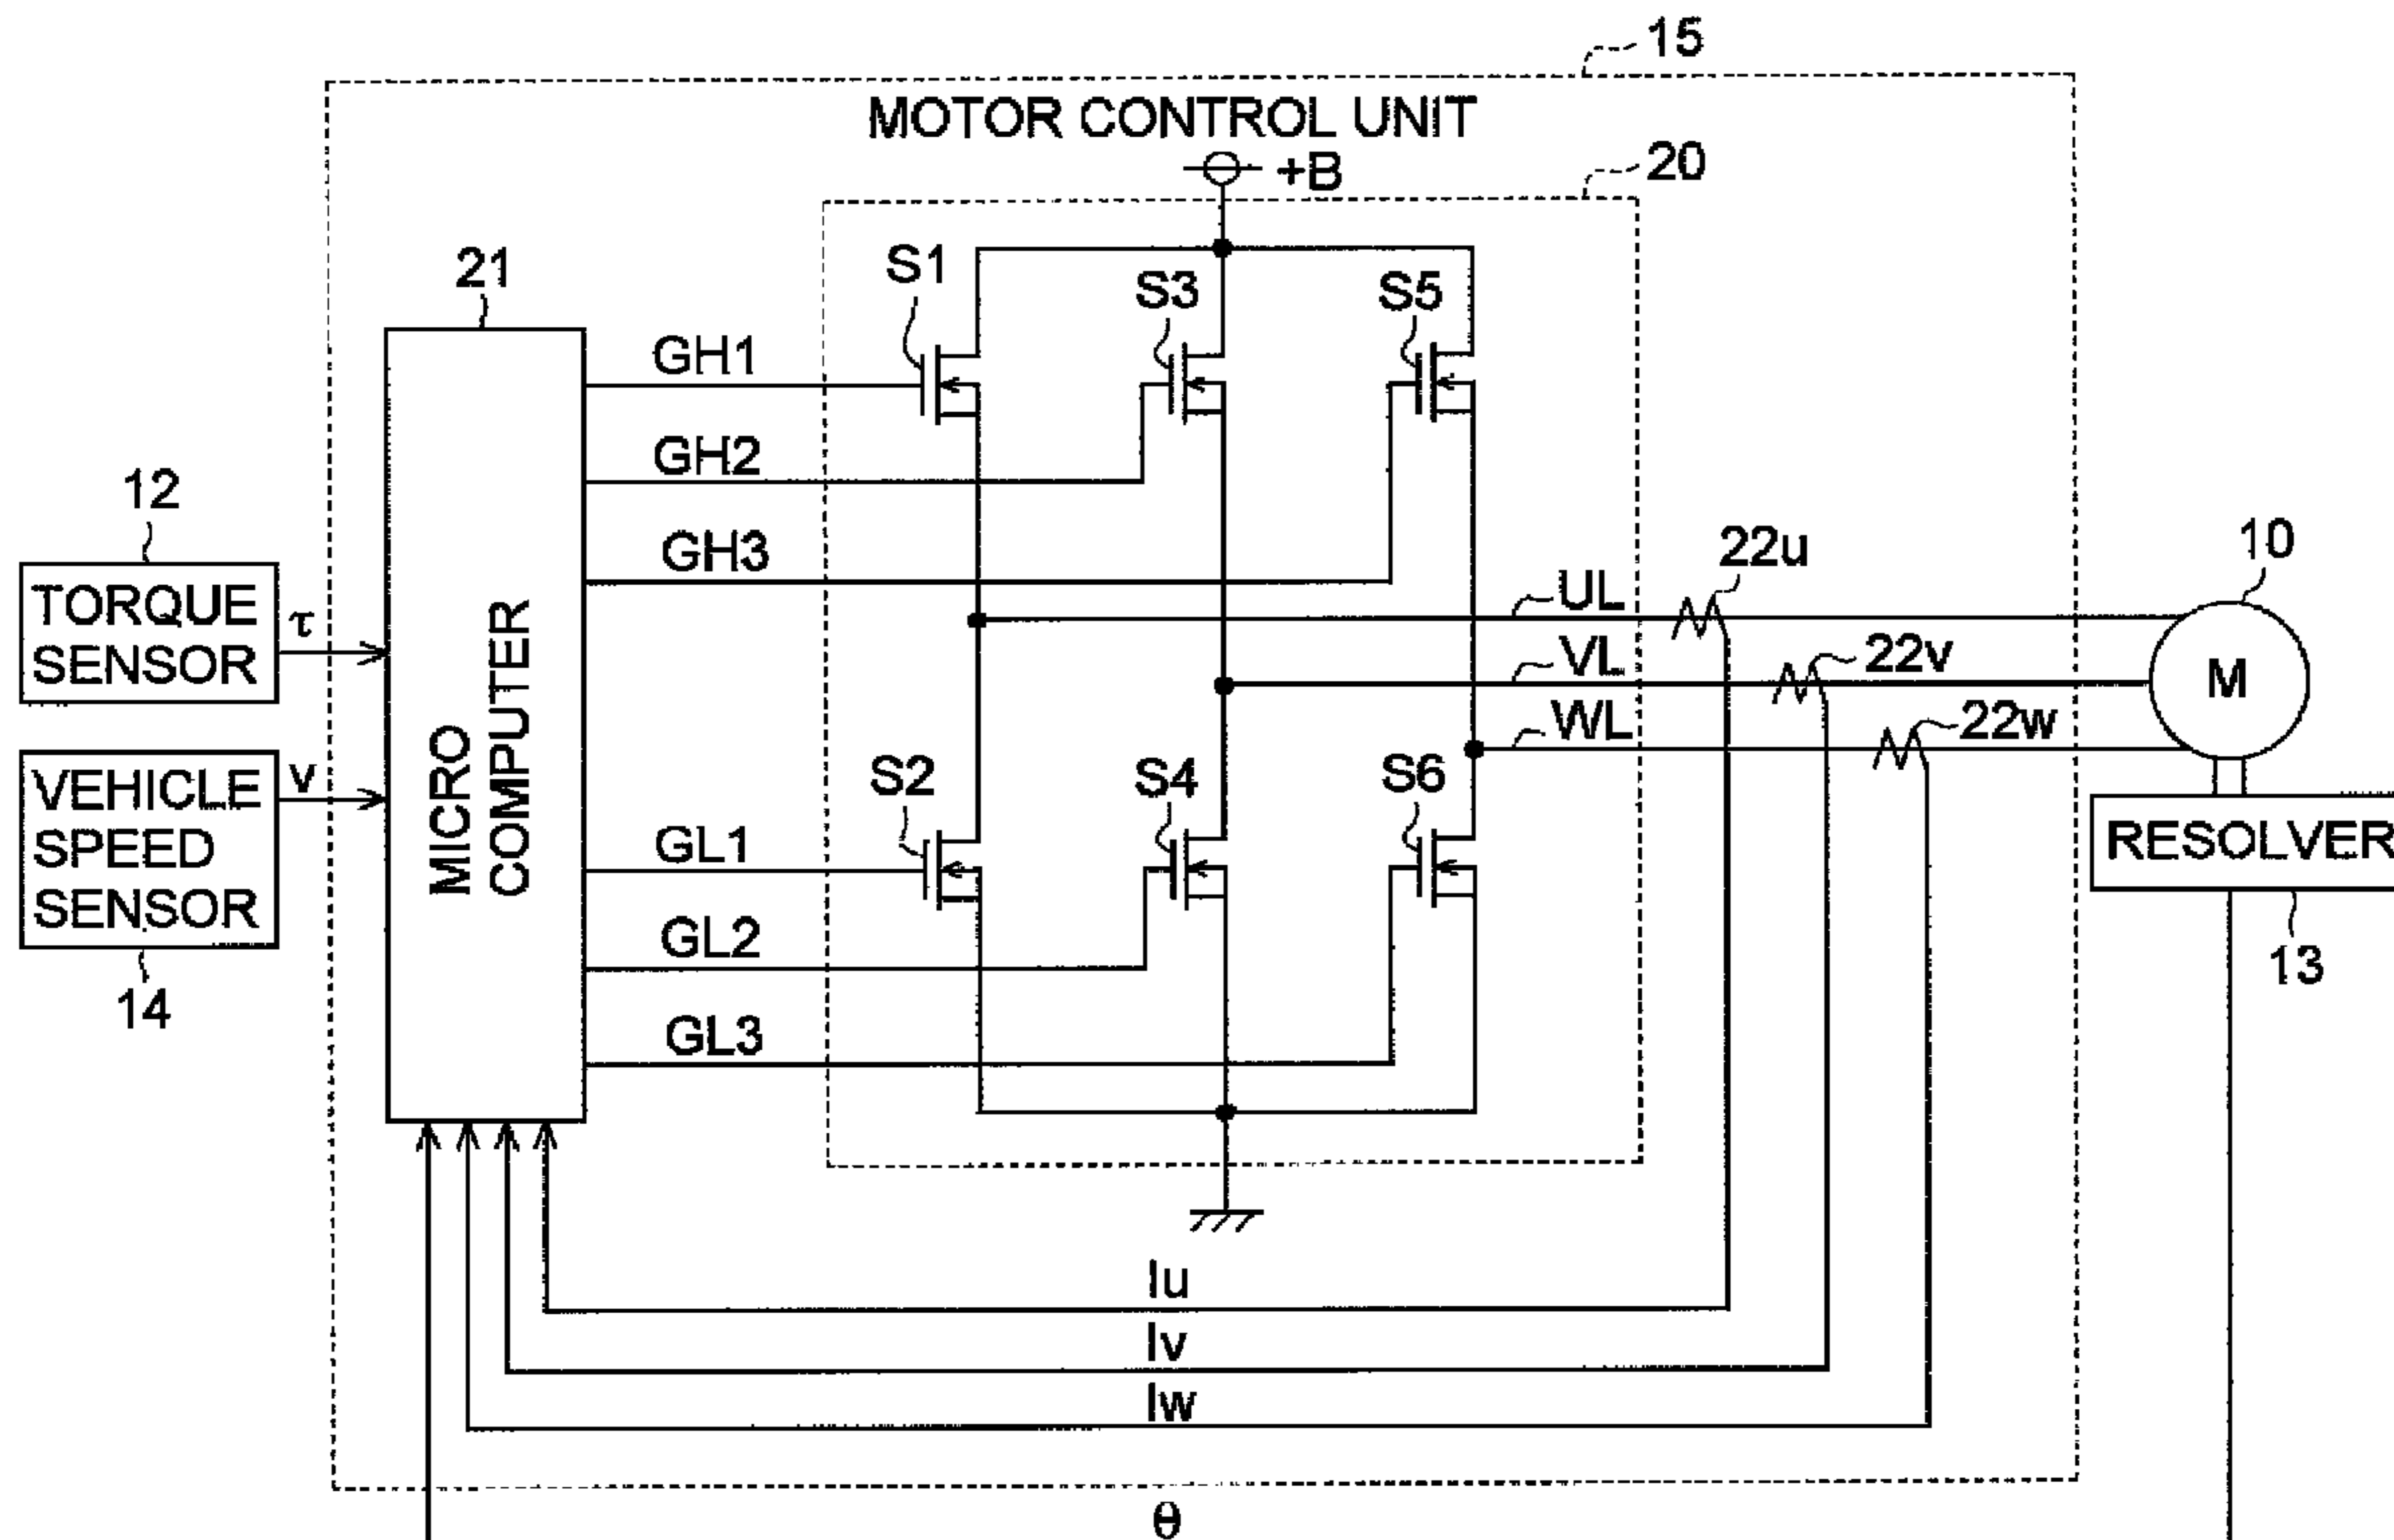 15
MOTOR CONTROL UNIT
+B
20
21
S1
S3
S5
GH1
GH2
GH3
12
TORQUE
SENSOR
τ
MICRO
COMPUTER
UL
22u
10
VL
22v
M
WL
22w
VEHICLE
SPEED
SENSOR
v
14
S2
S4
S6
GL1
GL2
GL3
RESOLVER
13
Iu
Iv
Iw
θ